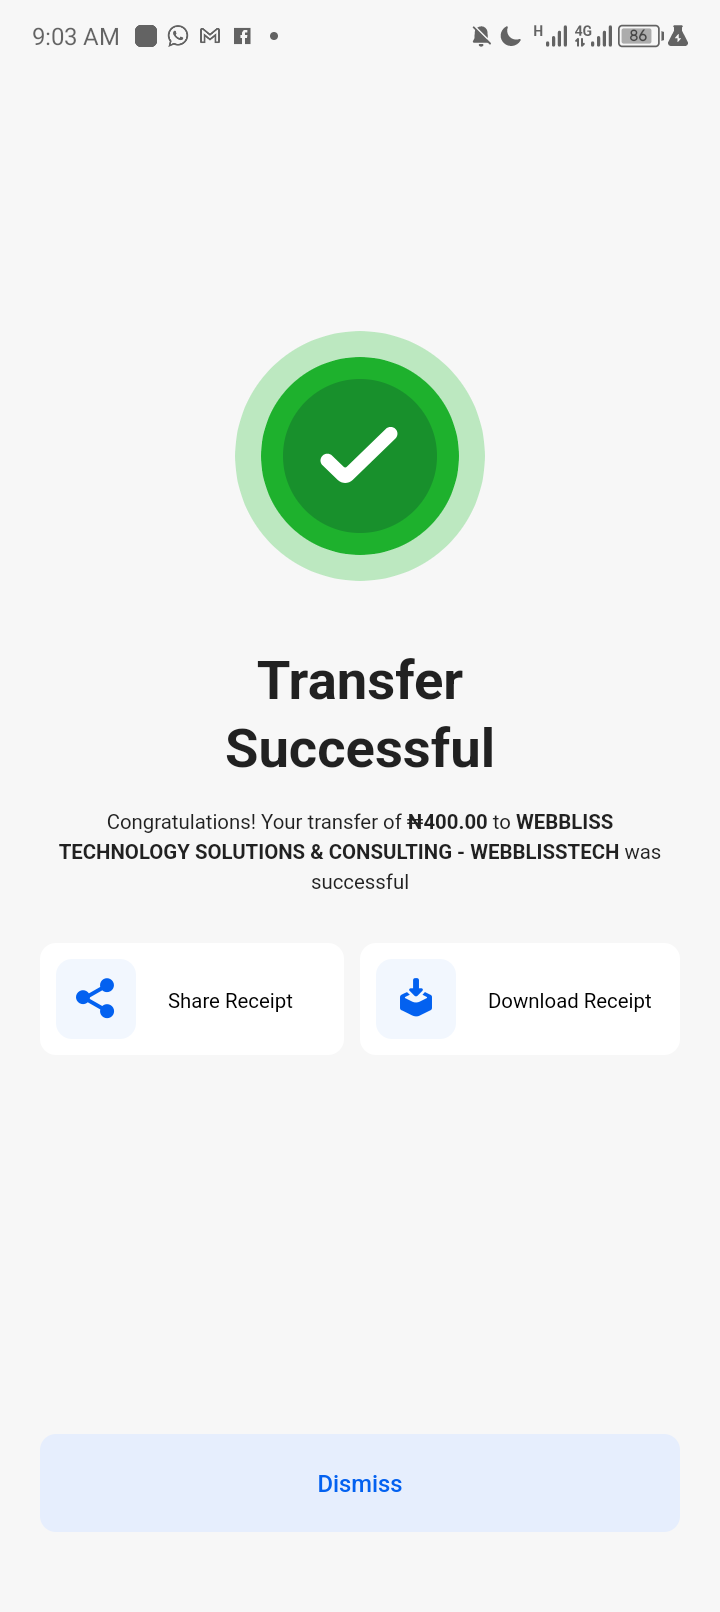 9:03 AM
H
4G
86
Transfer
Successful
Congratulations! Your transfer of ₦400.00 to WEBBLISS
TECHNOLOGY SOLUTIONS & CONSULTING - WEBBLISSTECH was
successful
Share Receipt
Download Receipt
Dismiss